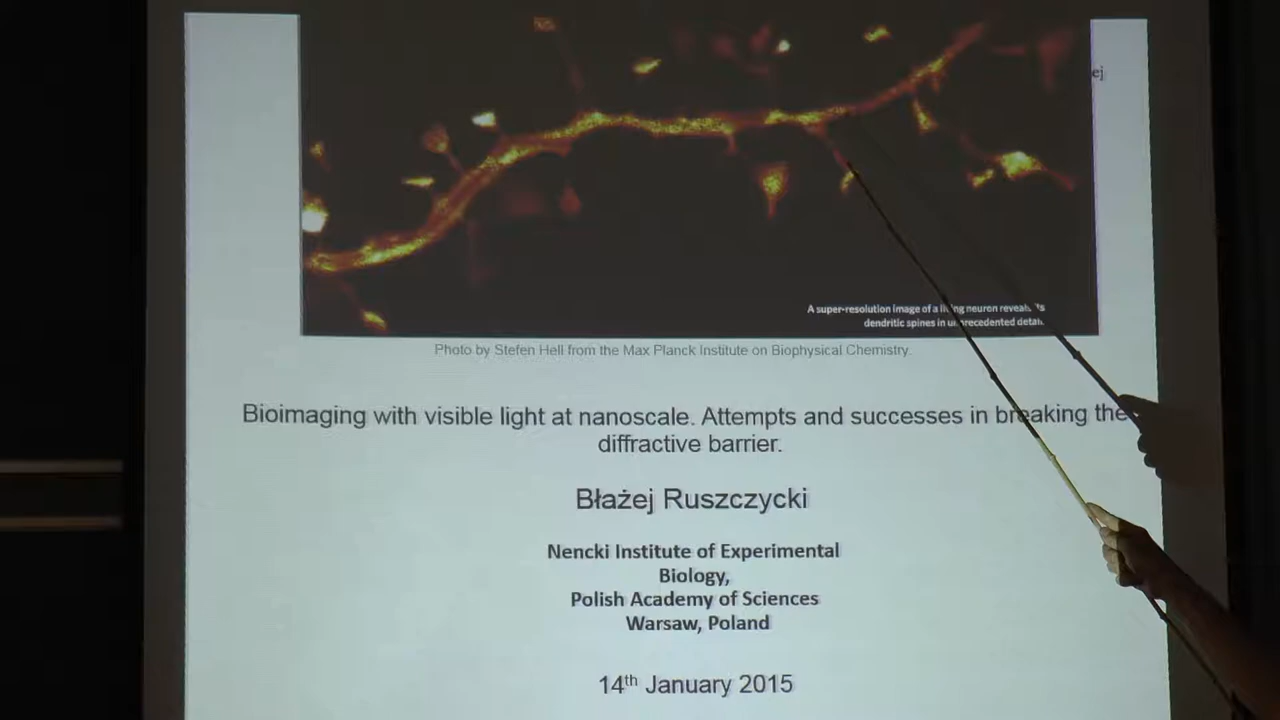 ej
A super-resolution image of a living neuron reveals its
dendritic spines in unprecedented detail.
Photo by Stefen Hell from the Max Planck Institute on Biophysical Chemistry.
Bioimaging with visible light at nanoscale. Attempts and successes in breaking the
diffractive barrier.
Błażej Ruszczycki
Nencki Institute of Experimental
Biology,
Polish Academy of Sciences
Warsaw, Poland
14th January 2015